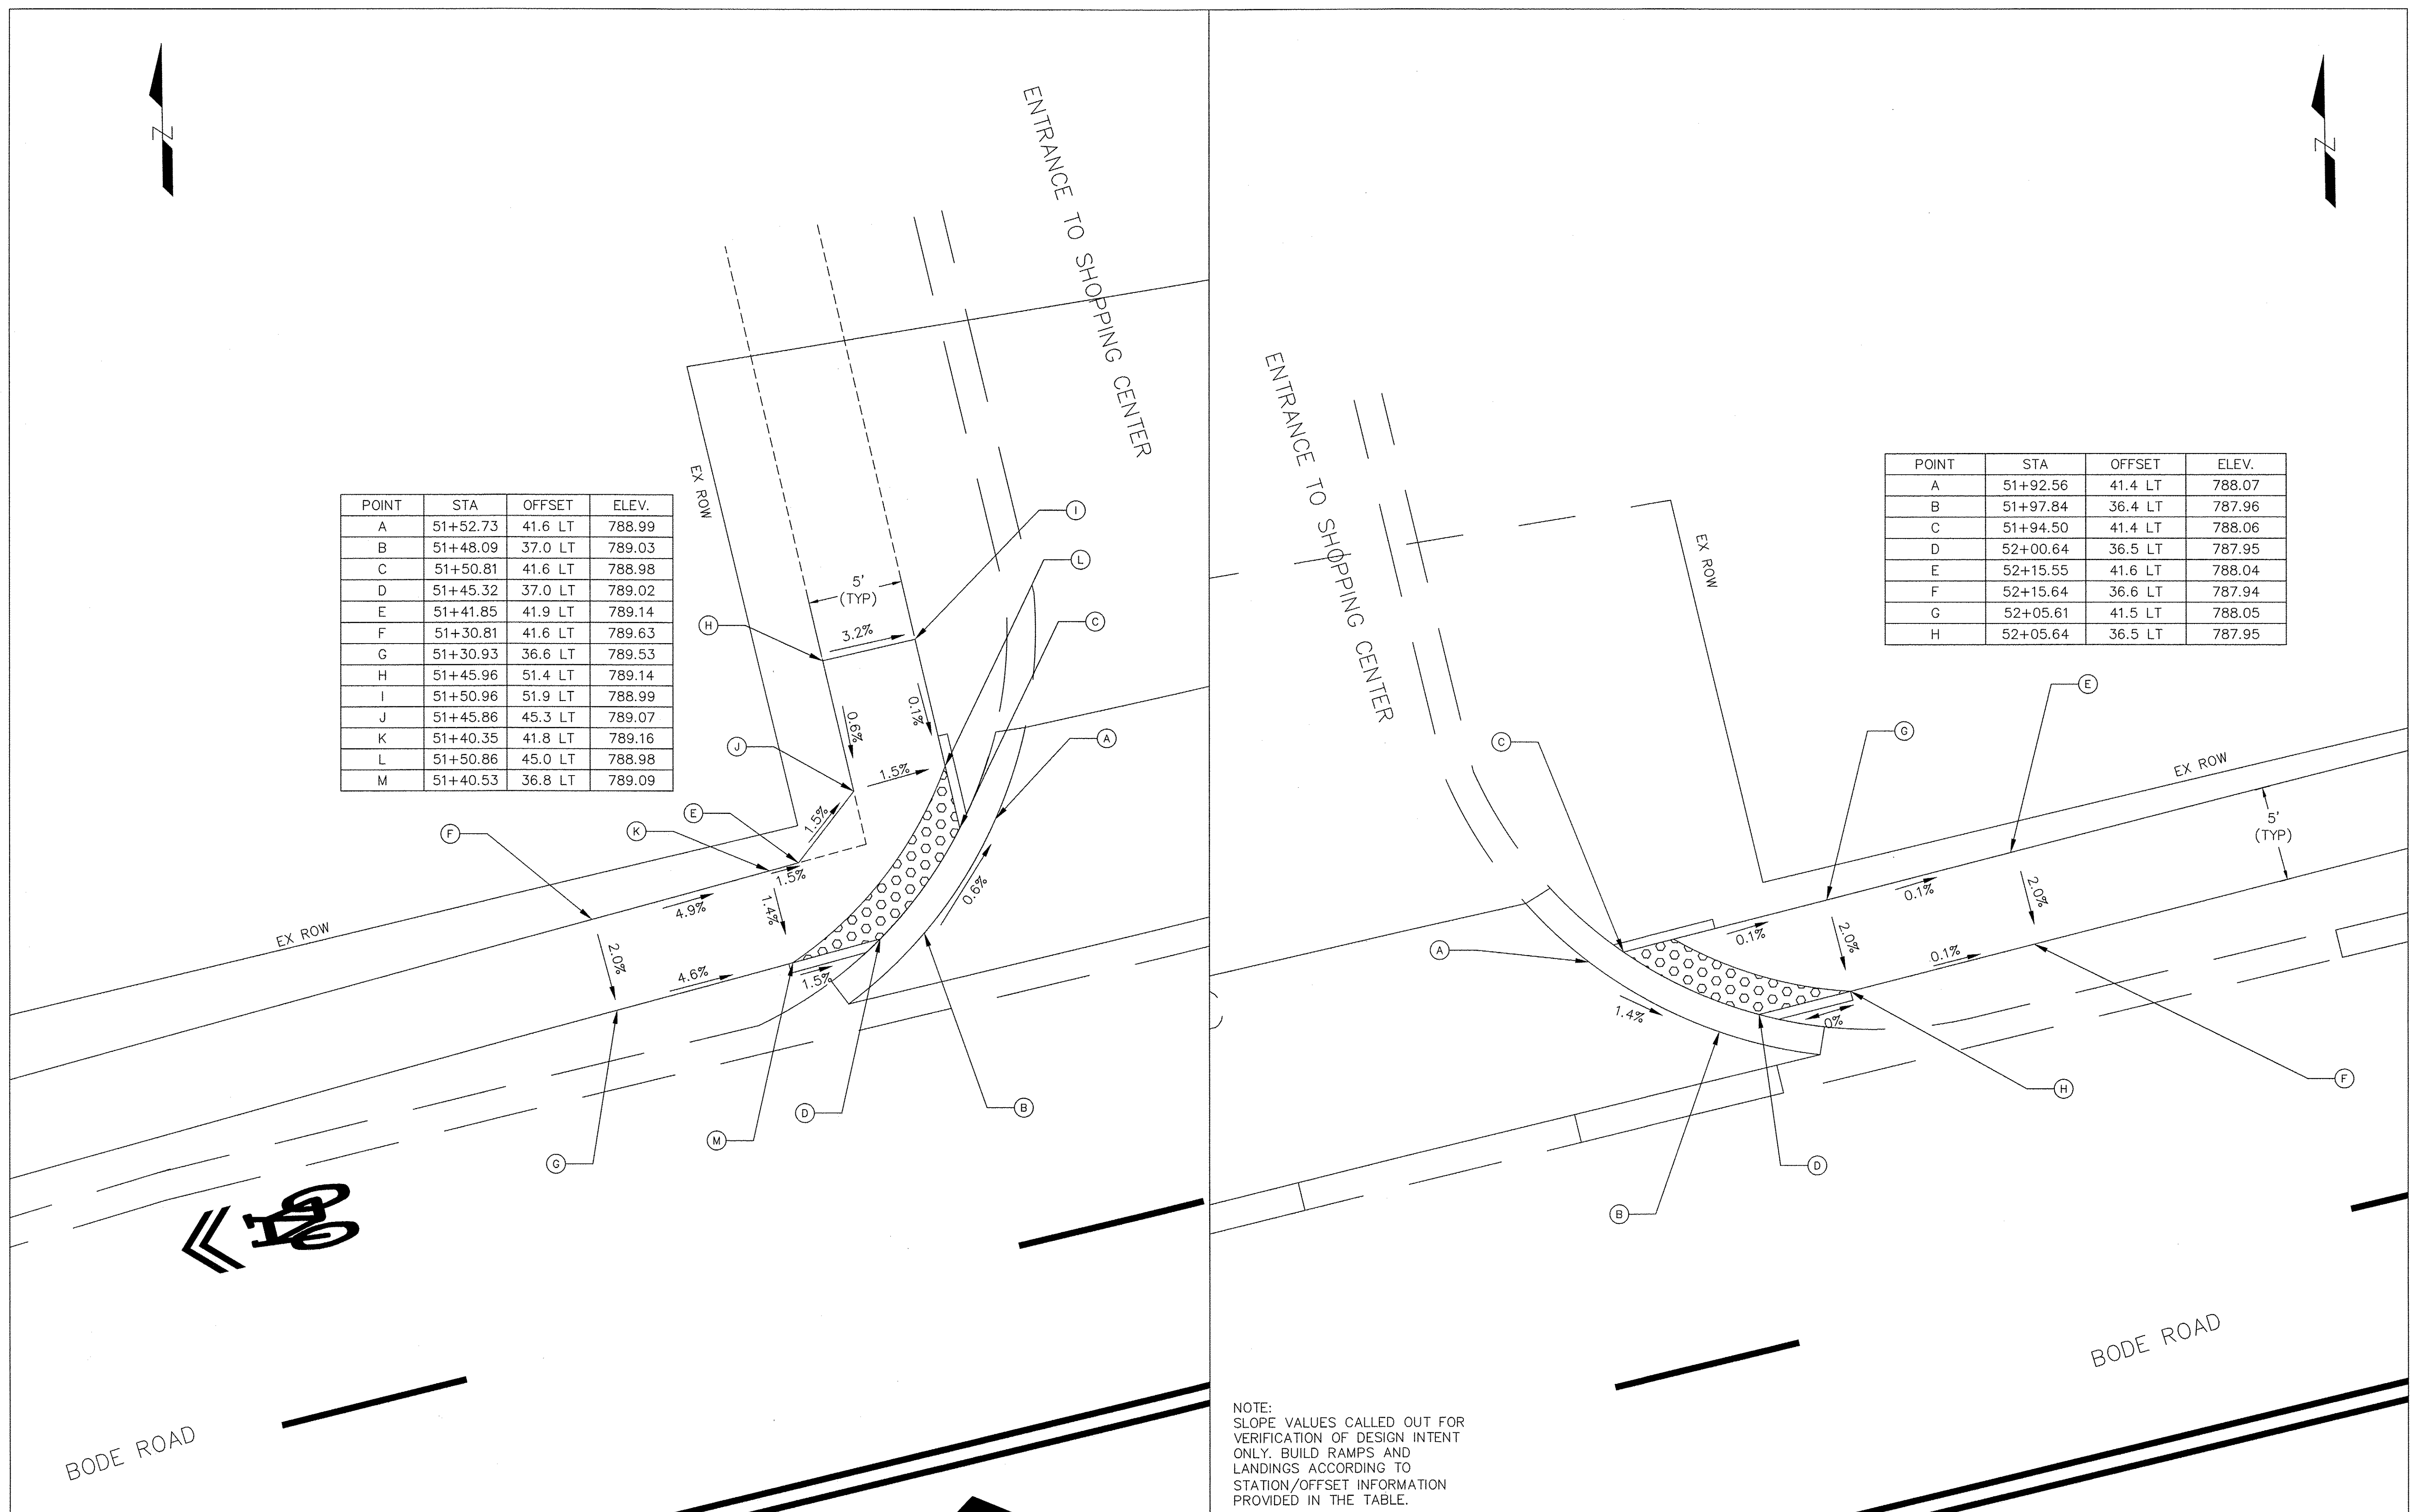 N
ENTRANCE TO SHOPPING CENTER
EX ROW
POINT STA OFFSET ELEV.
A 51+52.73 41.6 LT 788.99
B 51+48.09 37.0 LT 789.03
C 51+50.81 41.6 LT 788.98
D 51+45.32 37.0 LT 789.02
E 51+41.85 41.9 LT 789.14
F 51+30.81 41.6 LT 789.63
G 51+30.93 36.6 LT 789.53
H 51+45.96 51.4 LT 789.14
I 51+50.96 51.9 LT 788.99
J 51+45.86 45.3 LT 789.07
K 51+40.35 41.8 LT 789.16
L 51+50.86 45.0 LT 788.98
M 51+40.53 36.8 LT 789.09
I
L
5'
(TYP)
H
C
3.2%
0.1%
0.6%
J
A
1.5%
E
1.5%
K
F
1.5%
4.9%
1.4%
0.6%
EX ROW
2.0%
4.6%
1.5%
D
B
M
G
BODE ROAD
N
ENTRANCE TO SHOPPING CENTER
EX ROW
POINT STA OFFSET ELEV.
A 51+92.56 41.4 LT 788.07
B 51+97.84 36.4 LT 787.96
C 51+94.50 41.4 LT 788.06
D 52+00.64 36.5 LT 787.95
E 52+15.55 41.6 LT 788.04
F 52+15.64 36.6 LT 787.94
G 52+05.61 41.5 LT 788.05
H 52+05.64 36.5 LT 787.95
E
G
C
EX ROW
5'
(TYP)
0.1%
2.0%
0.1%
2.0%
A
0.1%
1.4%
0%
F
H
D
B
BODE ROAD
NOTE:
SLOPE VALUES CALLED OUT FOR
VERIFICATION OF DESIGN INTENT
ONLY. BUILD RAMPS AND
LANDINGS ACCORDING TO
STATION/OFFSET INFORMATION
PROVIDED IN THE TABLE.